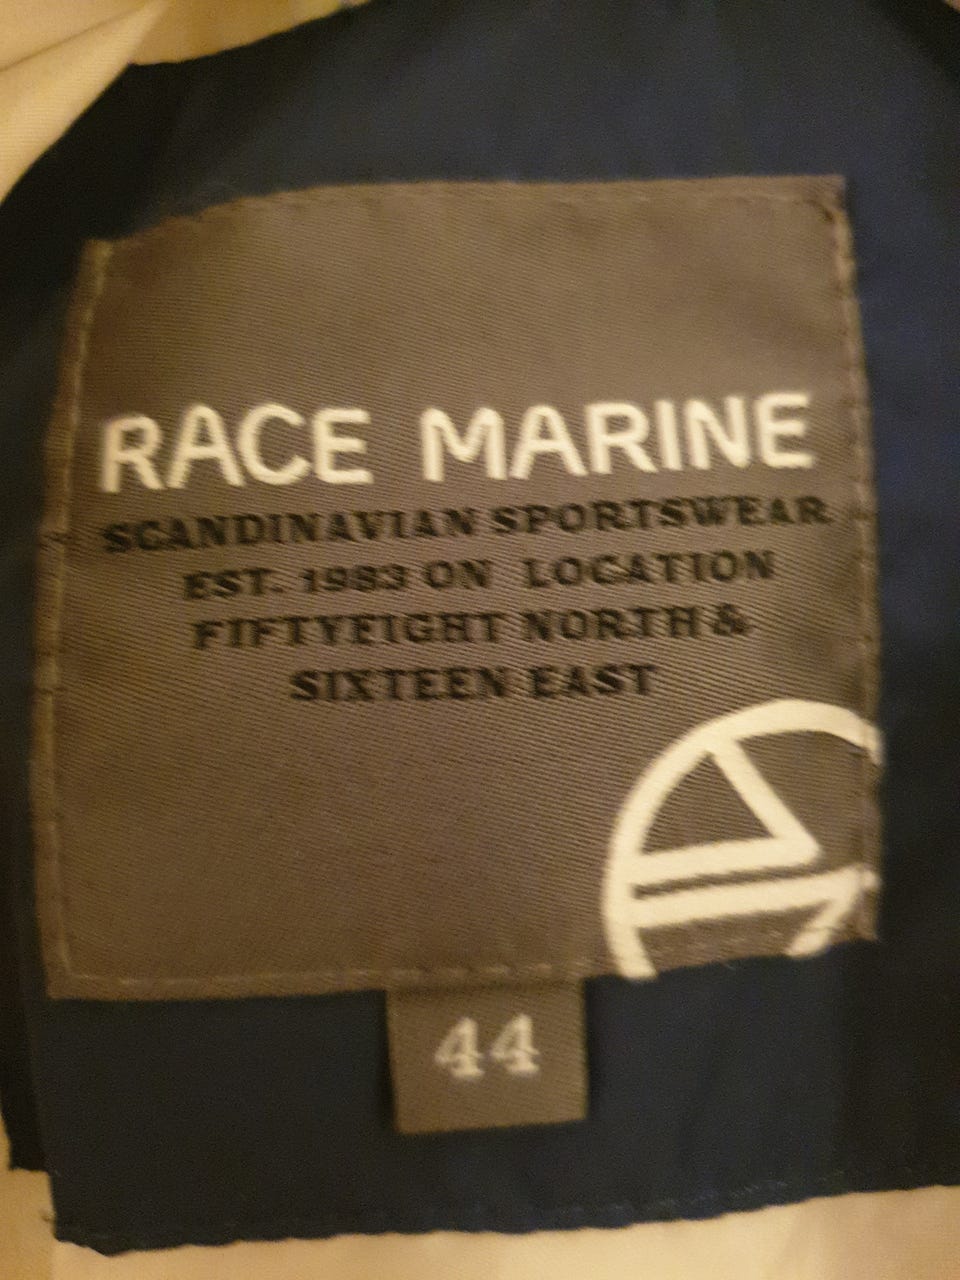 RACE MARINE
SCANDINAVIAN SPORTSWEAR
EST. 1983 ON LOCATION
FIFTYEIGHT NORTH &
SIXTEEN EAST
44